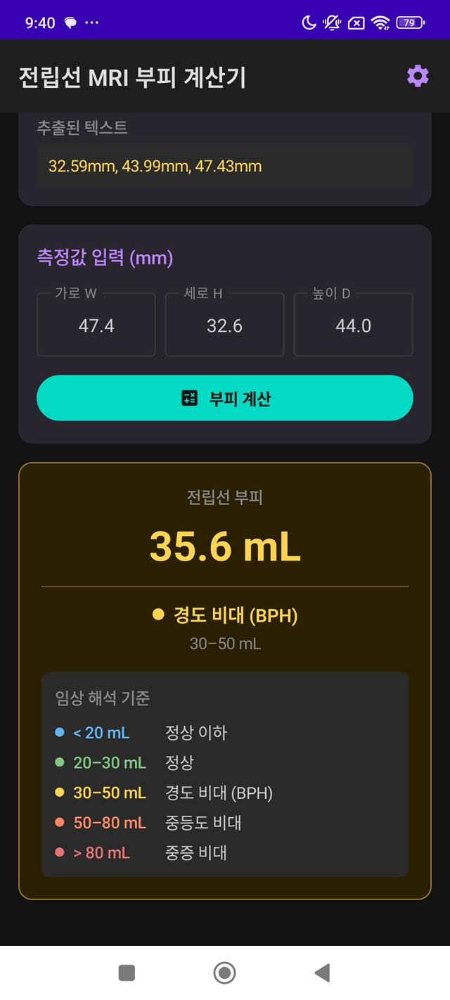 9:40
79
전립선 MRI 부피 계산기
추출된 텍스트
32.59mm, 43.99mm, 47.43mm
측정값 입력 (mm)
가로 W 세로 H 높이 D
47.4 32.6 44.0
부피 계산
전립선 부피
35.6 mL
경도 비대 (BPH)
30–50 mL
임상 해석 기준
< 20 mL 정상 이하
20–30 mL 정상
30–50 mL 경도 비대 (BPH)
50–80 mL 중등도 비대
> 80 mL 중증 비대